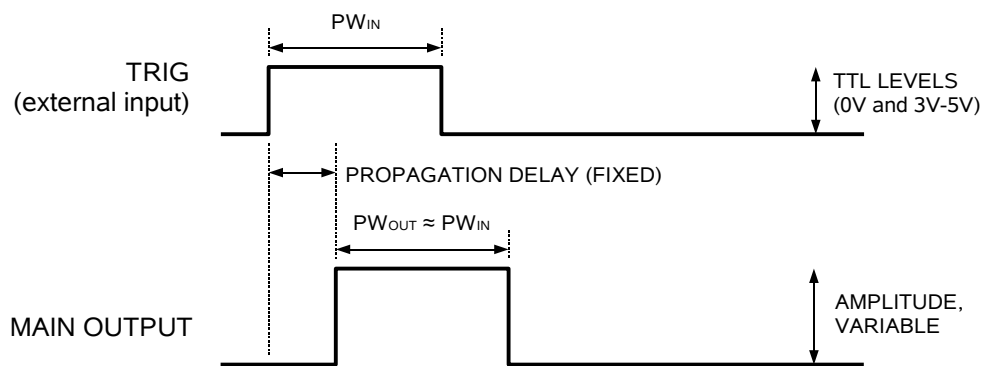 PWIN
TRIG
(external input)
TTL LEVELS
(0V and 3V-5V)
PROPAGATION DELAY (FIXED)
PWOUT ≈ PWIN
MAIN OUTPUT
AMPLITUDE,
VARIABLE